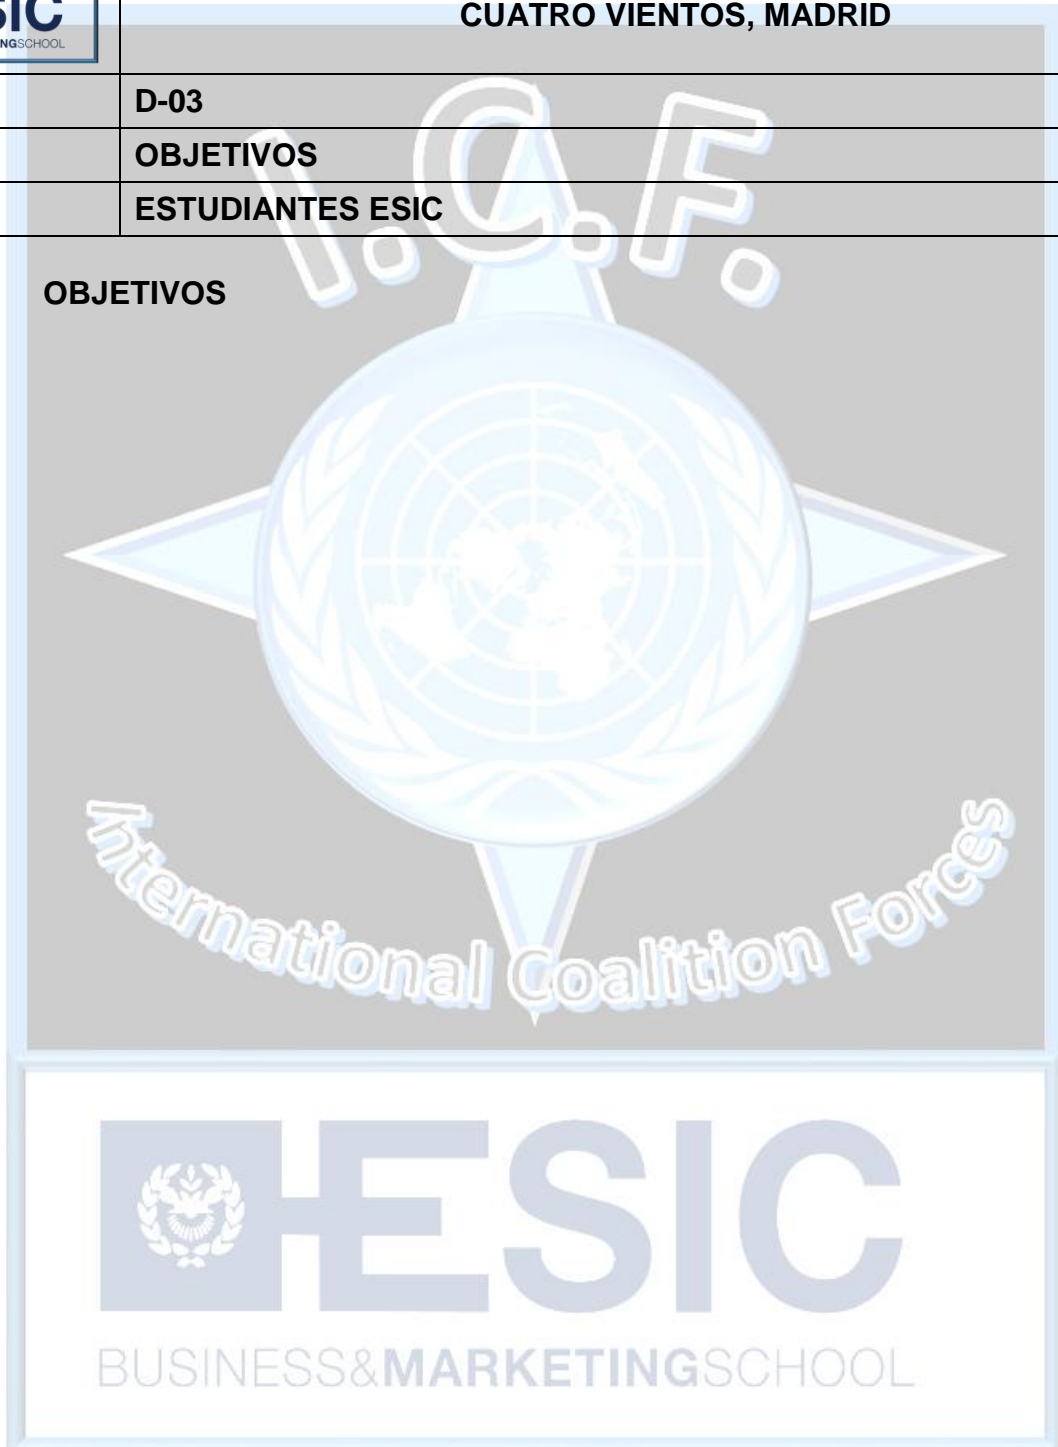 SIC
CUATRO VIENTOS, MADRID
NGSCHOOL
D-03
OBJETIVOS
ESTUDIANTES ESIC
OBJETIVOS
I.C.F.
International Coalition Forces
ESIC
BUSINESS&MARKETINGSCHOOL